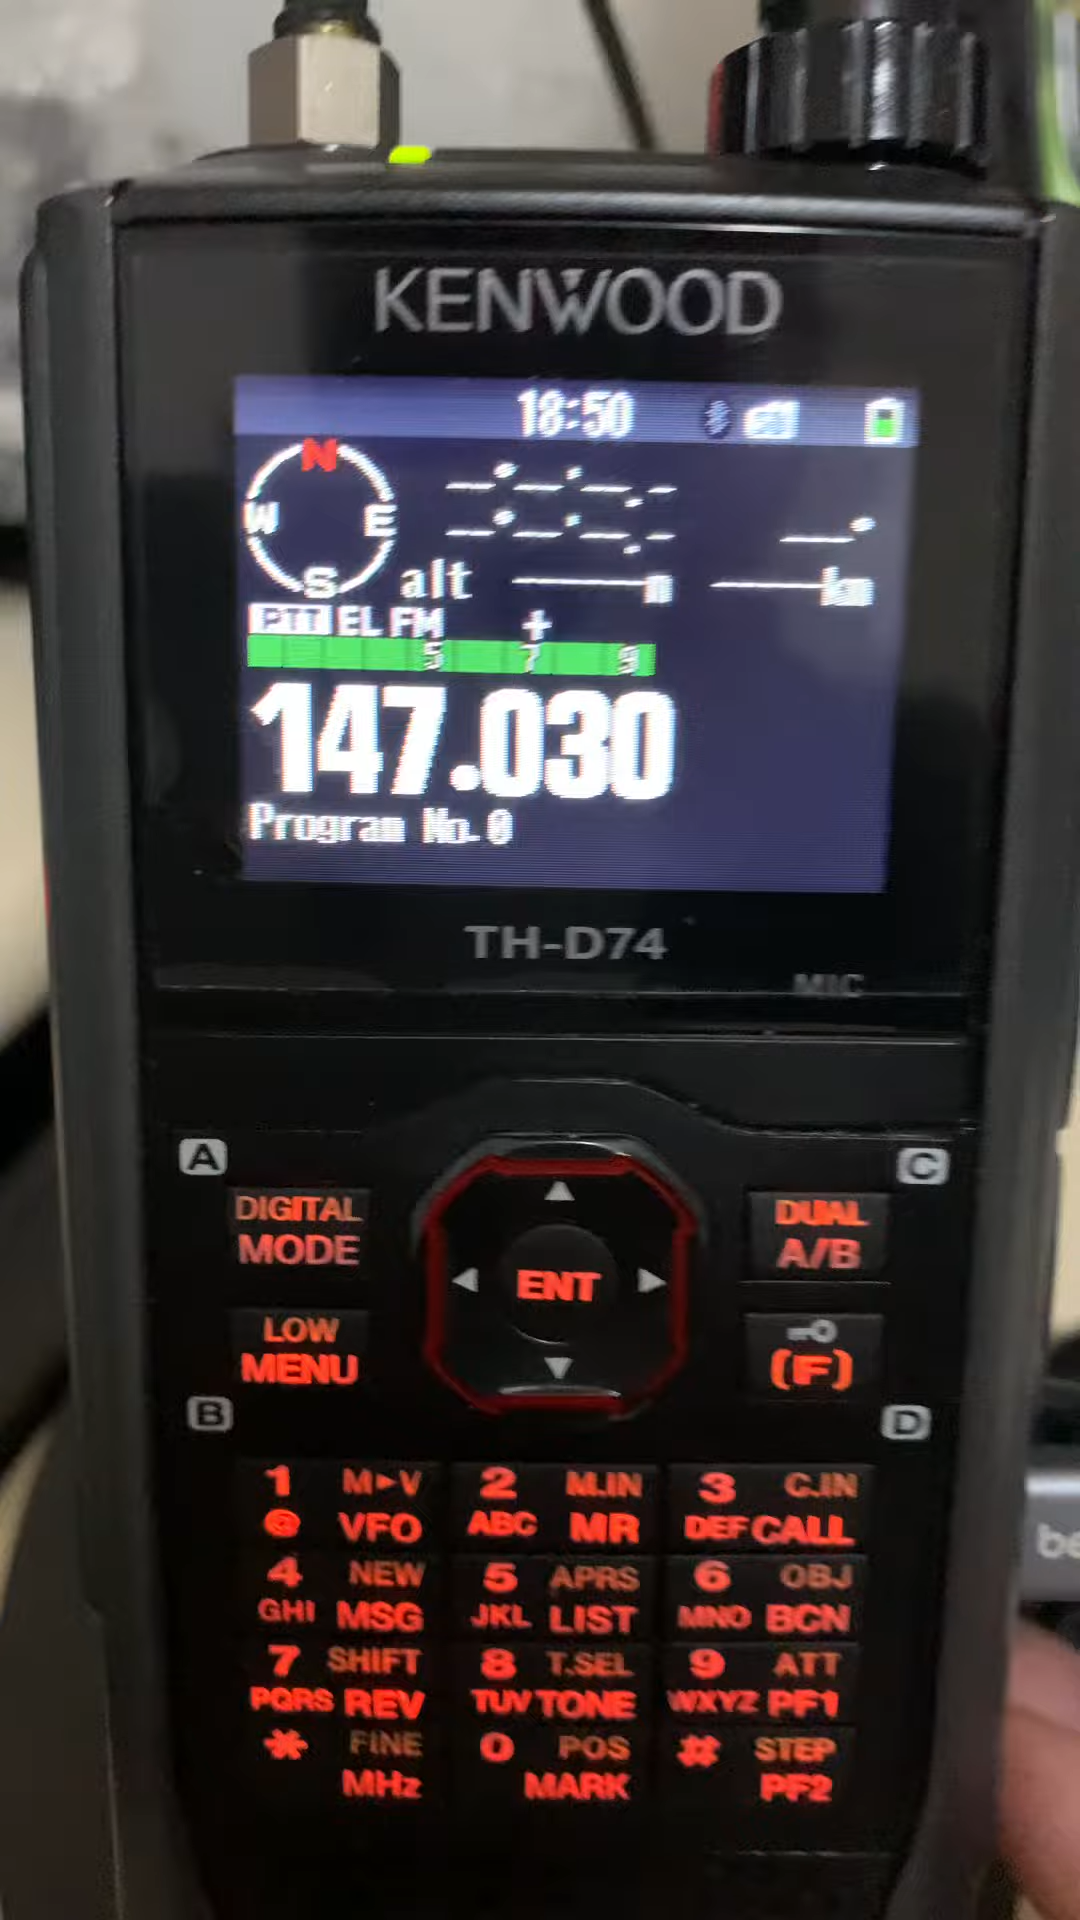 KENWOOD
18:50
N
W E
S
alt m km
EL FM +
5 7 9
147.030
Program No. 0
TH-D74
MIC
A C
DIGITAL
MODE
DUAL
A/B
ENT
LOW
MENU
(F)
B D
1 M►V 2 M.IN 3 C.IN
@ VFO ABC MR DEF CALL
4 NEW 5 APRS 6 OBJ
GHI MSG JKL LIST MNO BCN
7 SHIFT 8 T.SEL 9 ATT
PQRS REV TUV TONE WXYZ PF1
* FINE 0 POS # STEP
MHz MARK PF2
be